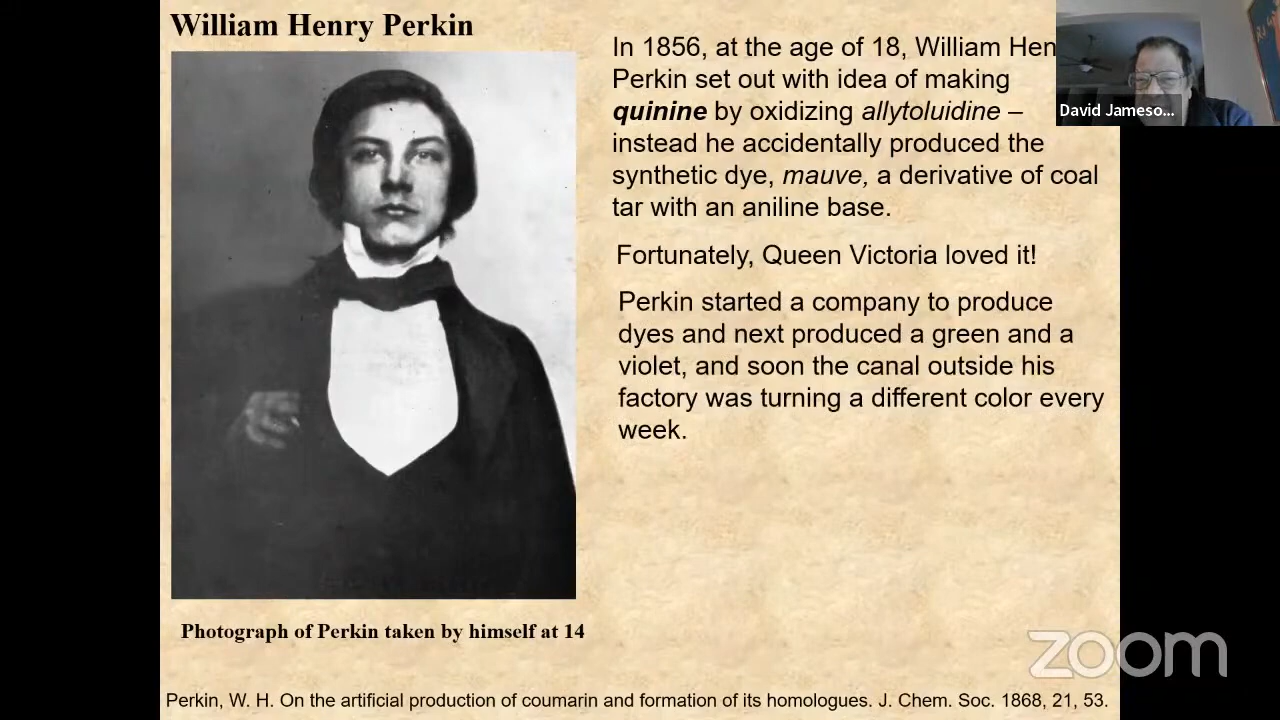 William Henry Perkin
In 1856, at the age of 18, William Hen
Perkin set out with idea of making
quinine by oxidizing allytoluidine –
instead he accidentally produced the
synthetic dye, mauve, a derivative of coal
tar with an aniline base.
Fortunately, Queen Victoria loved it!
Perkin started a company to produce
dyes and next produced a green and a
violet, and soon the canal outside his
factory was turning a different color every
week.
Photograph of Perkin taken by himself at 14
Perkin, W. H. On the artificial production of coumarin and formation of its homologues. J. Chem. Soc. 1868, 21, 53.
David Jameso...
zoom